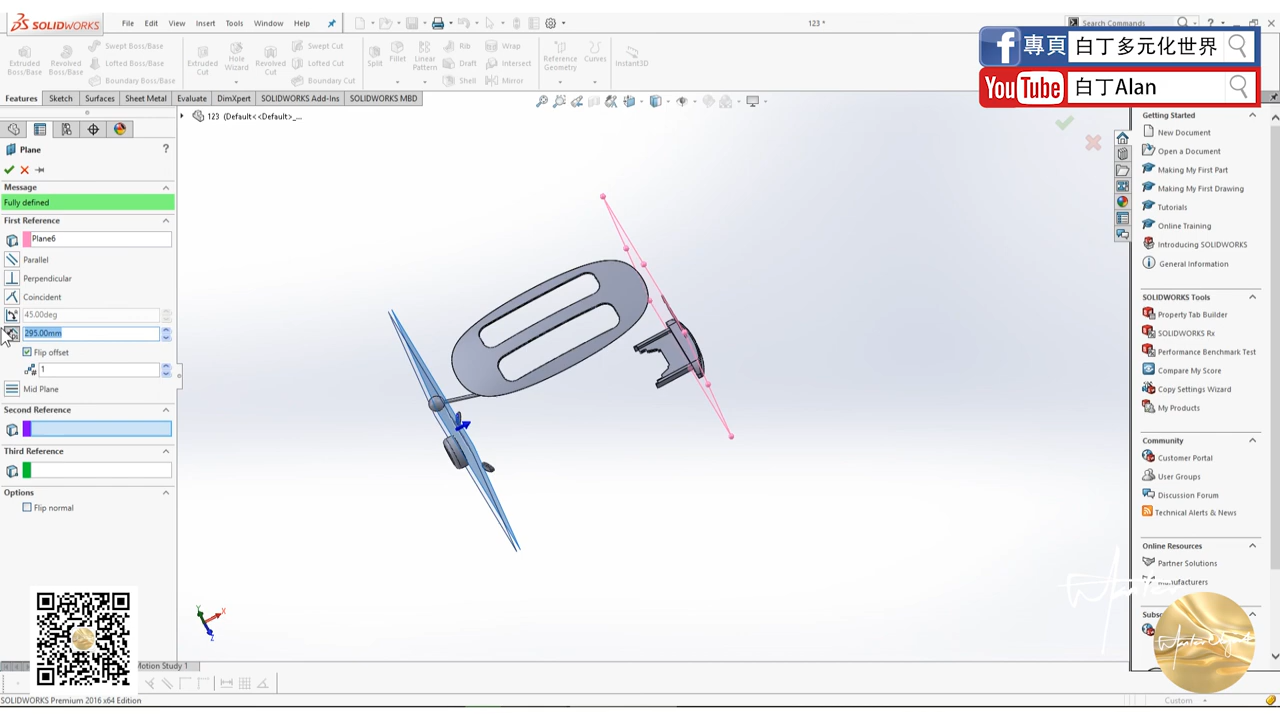 SOLIDWORKS
File Edit View Insert Tools Window Help
123 *
Search Commands
專頁 白丁多元化世界
YouTube 白丁Alan
Extruded Boss/Base
Revolved Boss/Base
Swept Boss/Base
Lofted Boss/Base
Boundary Boss/Base
Extruded Cut
Hole Wizard
Revolved Cut
Swept Cut
Lofted Cut
Boundary Cut
Split
Fillet
Linear Pattern
Rib
Draft
Shell
Wrap
Intersect
Mirror
Reference Geometry
Curves
Instant3D
Features Sketch Surfaces Sheet Metal Evaluate DimXpert SOLIDWORKS Add-Ins SOLIDWORKS MBD
123 (Default<<Default>_...
Plane
?
Message
Fully defined
First Reference
Plane6
Parallel
Perpendicular
Coincident
45.00deg
295.00mm
Flip offset
1
Mid Plane
Second Reference
Third Reference
Options
Flip normal
Getting Started
New Document
Open a Document
Making My First Part
Making My First Drawing
Tutorials
Online Training
Introducing SOLIDWORKS
General Information
SOLIDWORKS Tools
Property Tab Builder
SOLIDWORKS Rx
Performance Benchmark Test
Compare My Score
Copy Settings Wizard
My Products
Community
Customer Portal
User Groups
Discussion Forum
Technical Alerts & News
Online Resources
Partner Solutions
Manufacturers
Motion Study 1
SOLIDWORKS Premium 2016 x64 Edition
Custom